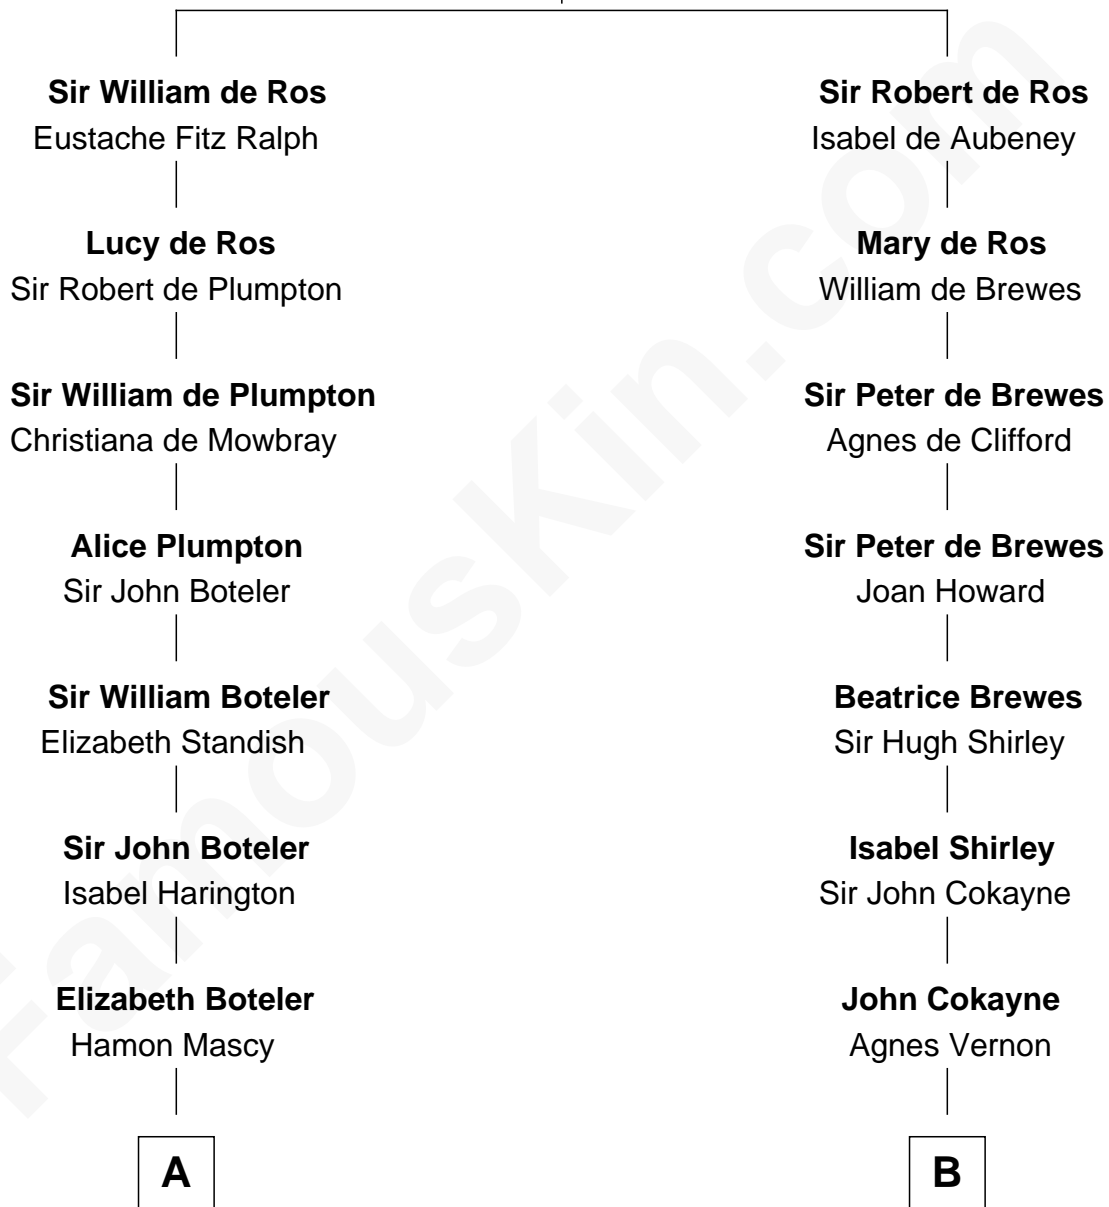 Sir William de Ros
Eustache Fitz Ralph
Lucy de Ros
Sir Robert de Plumpton
Sir William de Plumpton
Christiana de Mowbray
Alice Plumpton
Sir John Boteler
Sir William Boteler
Elizabeth Standish
Sir John Boteler
Isabel Harington
Elizabeth Boteler
Hamon Mascy
A
Sir Robert de Ros
Isabel de Aubeney
Mary de Ros
William de Brewes
Sir Peter de Brewes
Agnes de Clifford
Sir Peter de Brewes
Joan Howard
Beatrice Brewes
Sir Hugh Shirley
Isabel Shirley
Sir John Cokayne
John Cokayne
Agnes Vernon
B
FamousKin.com